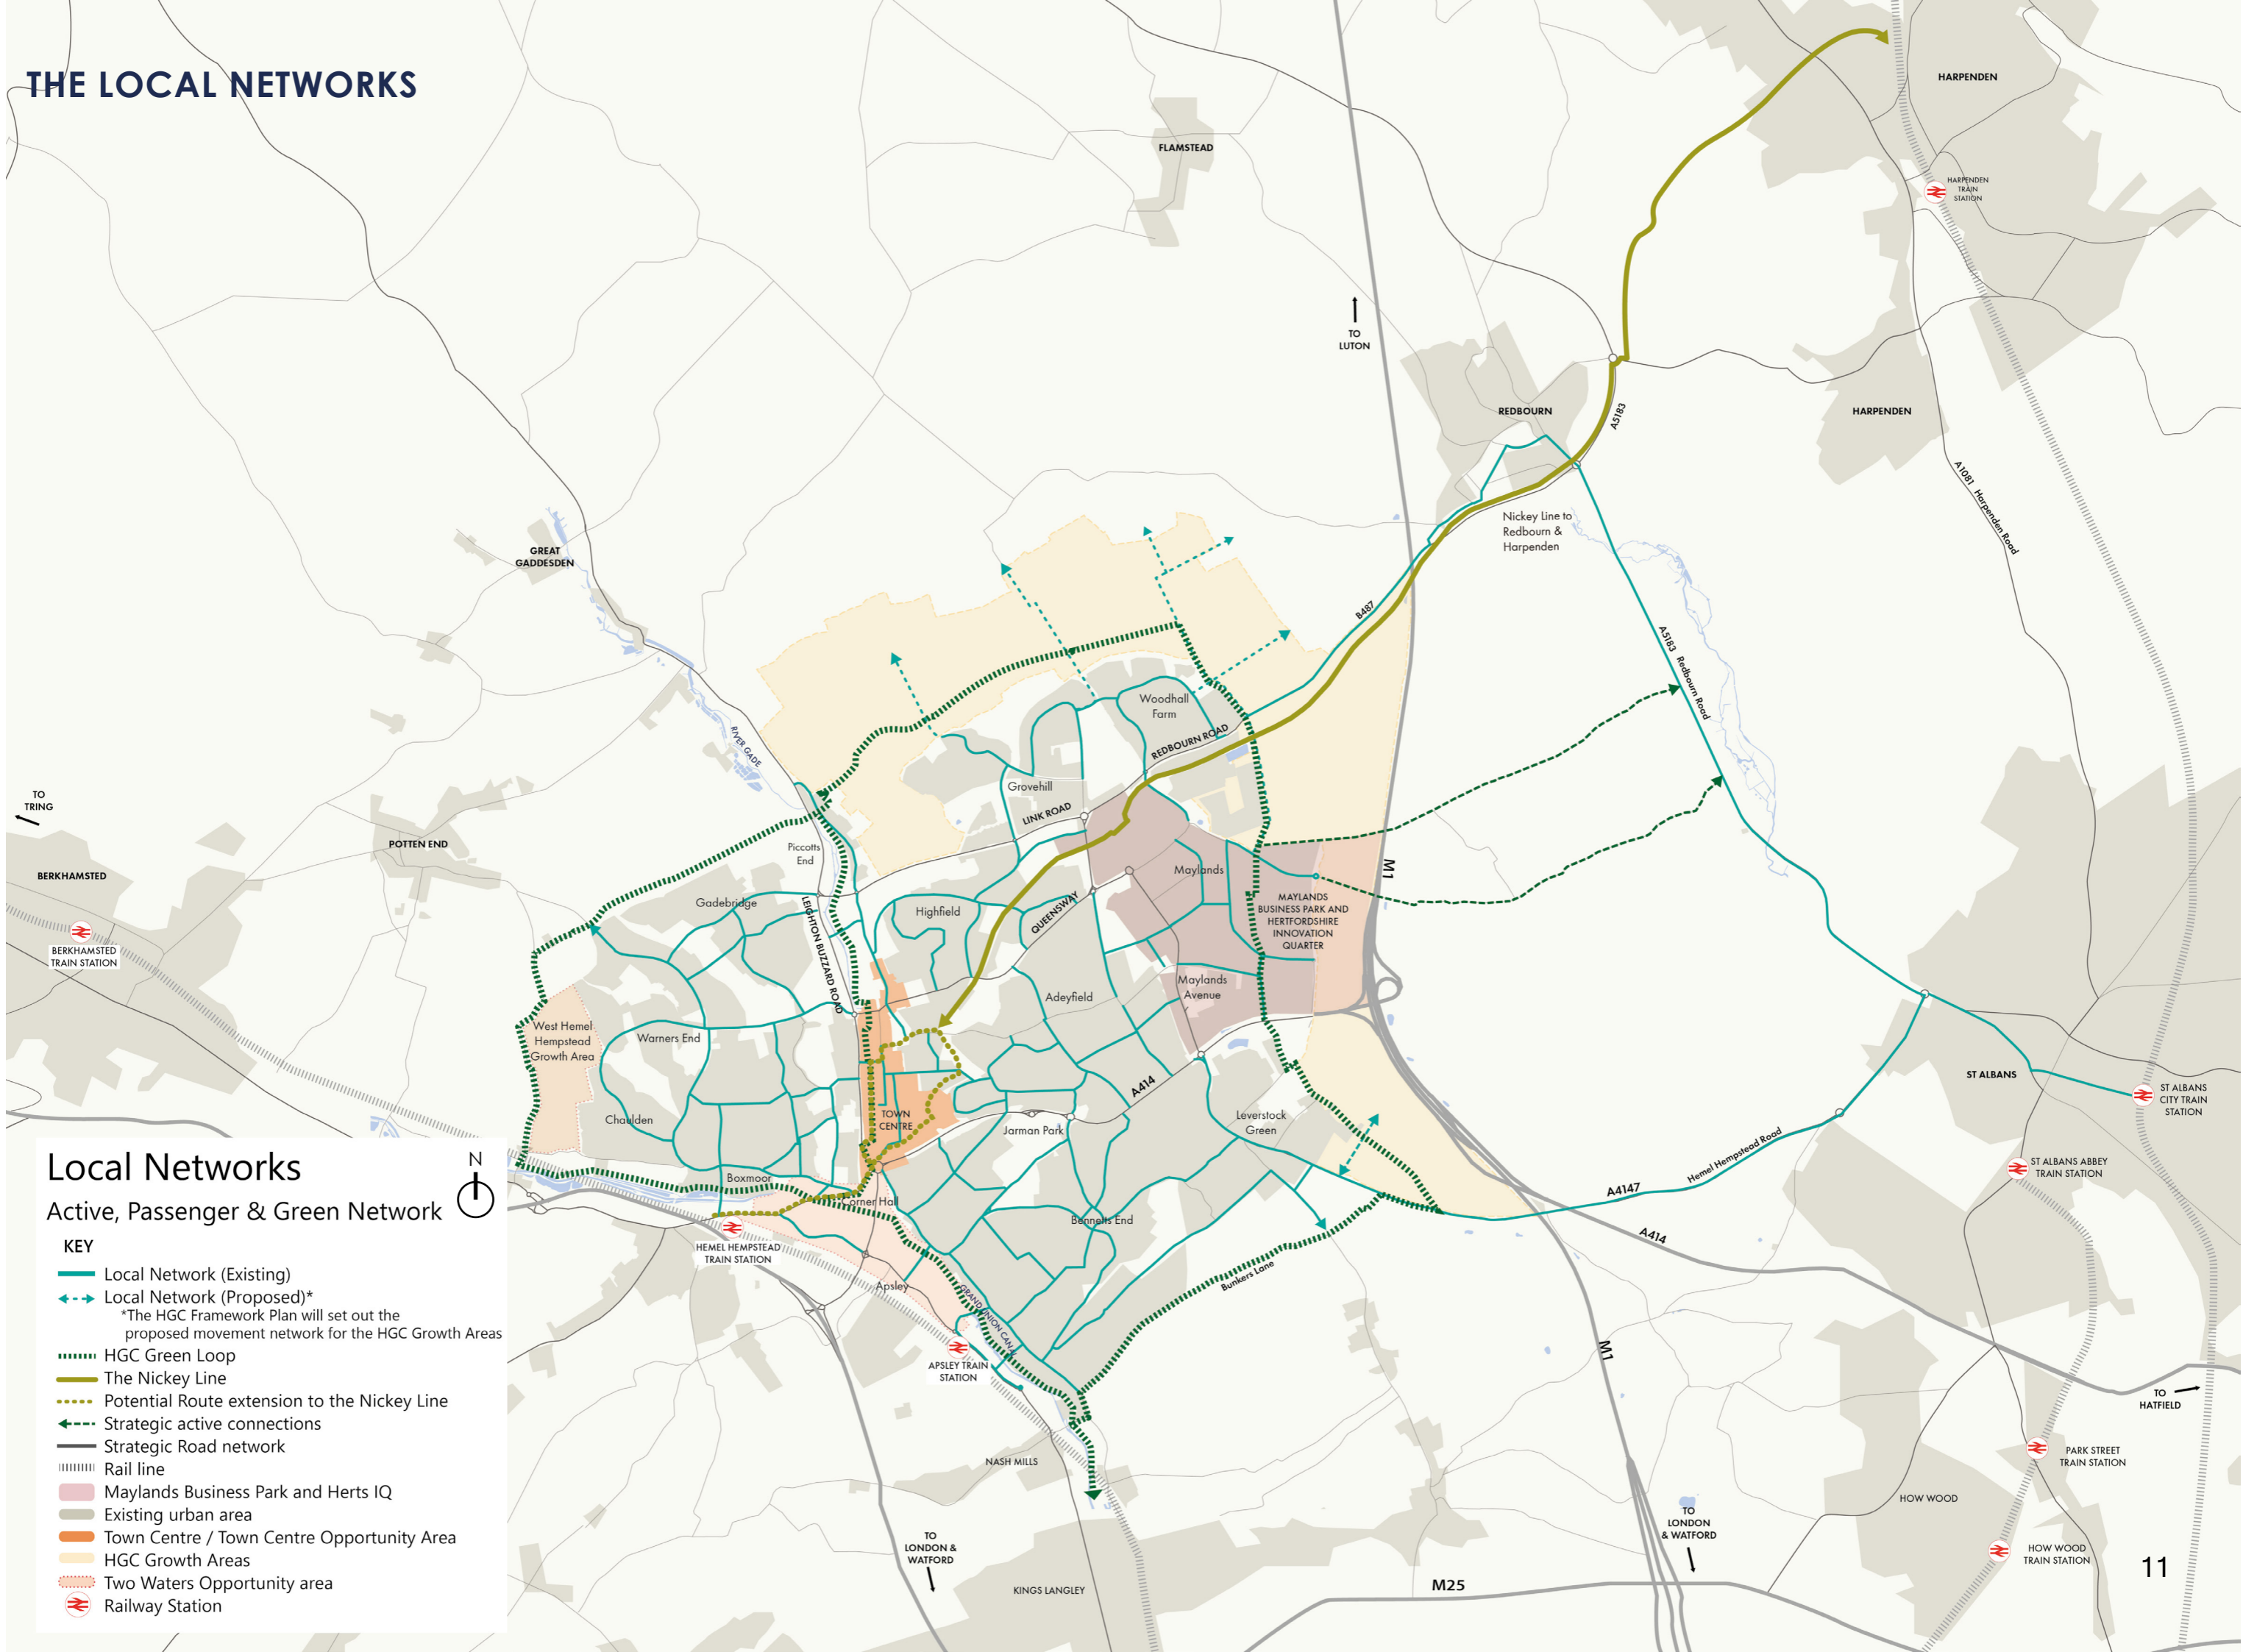 THE LOCAL NETWORKS
HARPENDEN
FLAMSTEAD
HARPENDEN
TRAIN
STATION
TO
LUTON
REDBOURN
A5183
HARPENDEN
A1081 Harpenden Road
Nickey Line to
Redbourn &
Harpenden
GREAT
GADDESDEN
B487
A5183 Redbourn Road
RIVER GADE
Woodhall
Farm
REDBOURN ROAD
Grovehill
LINK ROAD
TO
TRING
POTTEN END
Piccotts
End
BERKHAMSTED
Maylands
M1
Gadebridge
LEIGHTON BUZZARD ROAD
Highfield
QUEENSWAY
MAYLANDS
BUSINESS PARK AND
HERTFORDSHIRE
INNOVATION
QUARTER
BERKHAMSTED
TRAIN STATION
Maylands
Avenue
Adeyfield
West Hemel
Hempstead
Growth Area
Warners End
ST ALBANS
ST ALBANS
CITY TRAIN
STATION
A414
Chaulden
TOWN
CENTRE
Jarman Park
Leverstock
Green
Hemel Hempstead Road
ST ALBANS ABBEY
TRAIN STATION
A4147
Boxmoor
Corner Hall
Bennetts End
A414
HEMEL HEMPSTEAD
TRAIN STATION
Apsley
Bunkers Lane
GRAND UNION CANAL
APSLEY TRAIN
STATION
M1
TO
HATFIELD
NASH MILLS
PARK STREET
TRAIN STATION
HOW WOOD
TO
LONDON
& WATFORD
TO
LONDON &
WATFORD
HOW WOOD
TRAIN STATION
KINGS LANGLEY
M25
11
Local Networks
N
Active, Passenger & Green Network
KEY
Local Network (Existing)
Local Network (Proposed)*
*The HGC Framework Plan will set out the
proposed movement network for the HGC Growth Areas
HGC Green Loop
The Nickey Line
Potential Route extension to the Nickey Line
Strategic active connections
Strategic Road network
Rail line
Maylands Business Park and Herts IQ
Existing urban area
Town Centre / Town Centre Opportunity Area
HGC Growth Areas
Two Waters Opportunity area
Railway Station